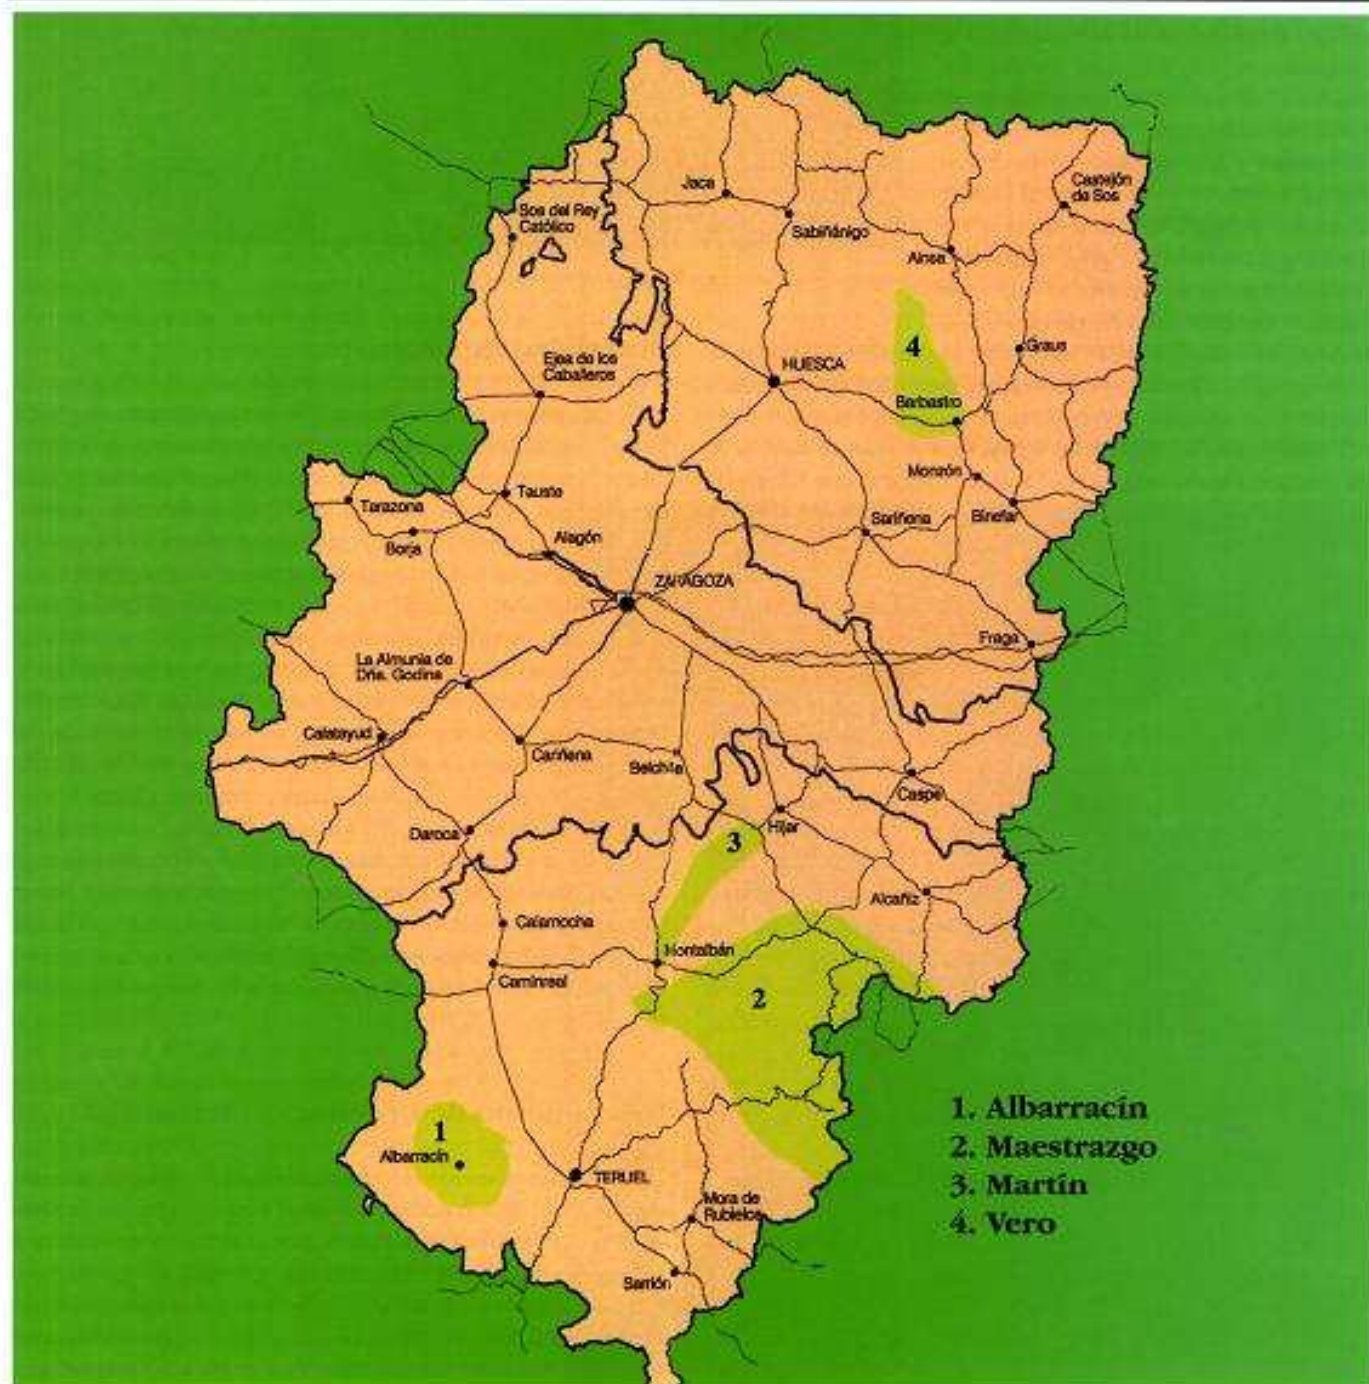 Jaca
Castejón
de Sos
Sos del Rey
Católico
Sabiñánigo
Ainsa
4
Graus
Ejea de los
Caballeros
HUESCA
Barbastro
Monzón
Tauste
Tarazona
Sariñena
Binefar
Borja
Alagón
ZARAGOZA
Fraga
La Almunia de
Dña. Godina
Calatayud
Cariñena
Belchite
Caspe
Daroca
Hijar
3
Alcañiz
Calamocha
Montalbán
Caminreal
2
1
Albarracín
TERUEL
Mora de
Rubielos
Sarrión
1. Albarracín
2. Maestrazgo
3. Martín
4. Vero